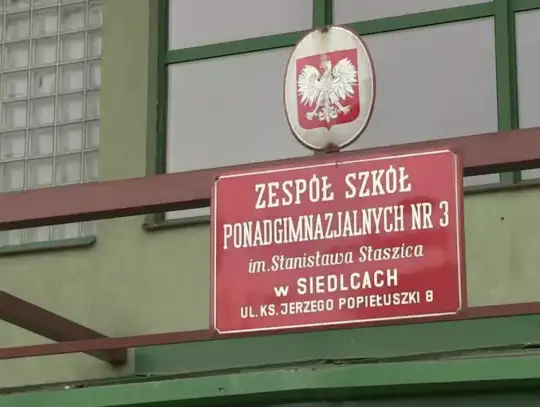 ZESPÓŁ SZKÓŁ
PONADGIMNAZJALNYCH NR 3
im. Stanisława Staszica
w SIEDLCACH
UL. KS. JERZEGO POPIEŁUSZKI 8